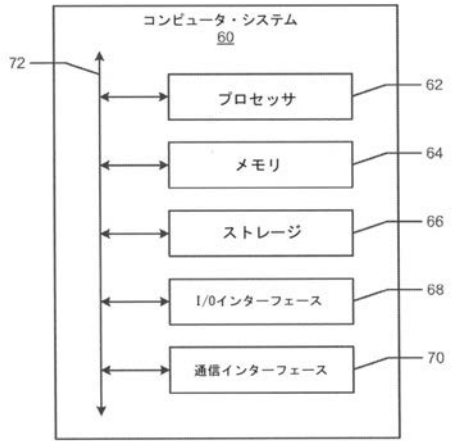 コンピュータ・システム
60
72
プロセッサ
62
メモリ
64
ストレージ
66
I/Oインターフェース
68
通信インターフェース
70